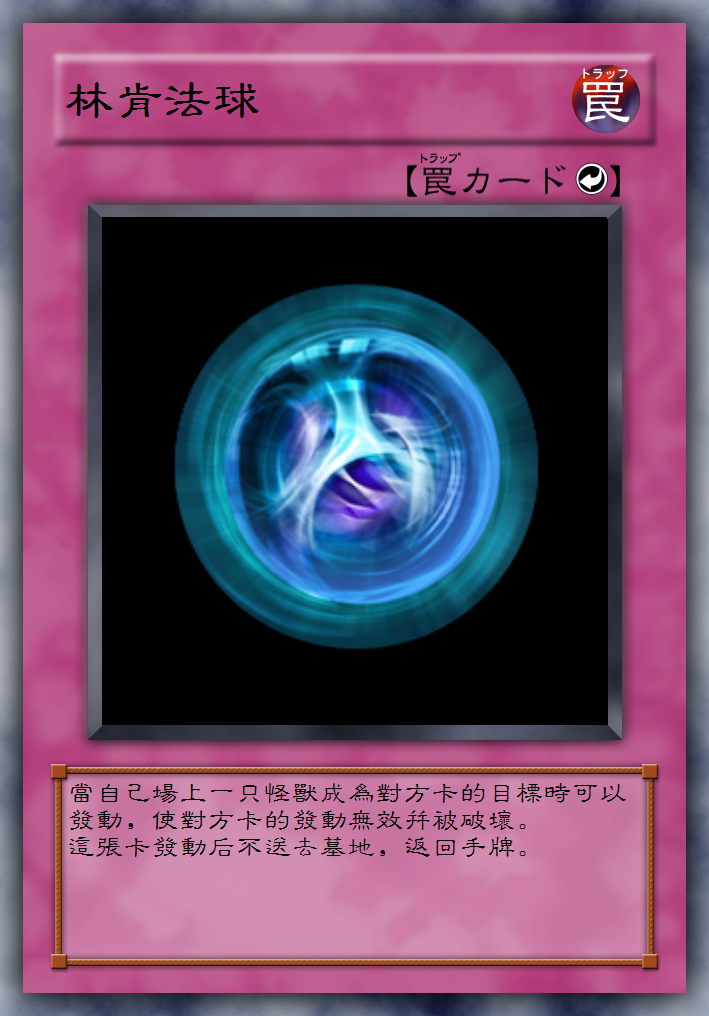 林肯法球
トラップ
罠
トラップ
【罠カード】
當自己場上一只怪獸成為對方卡的目標時可以
發動，使對方卡的發動無效并被破壞。
這張卡發動后不送去墓地，返回手牌。